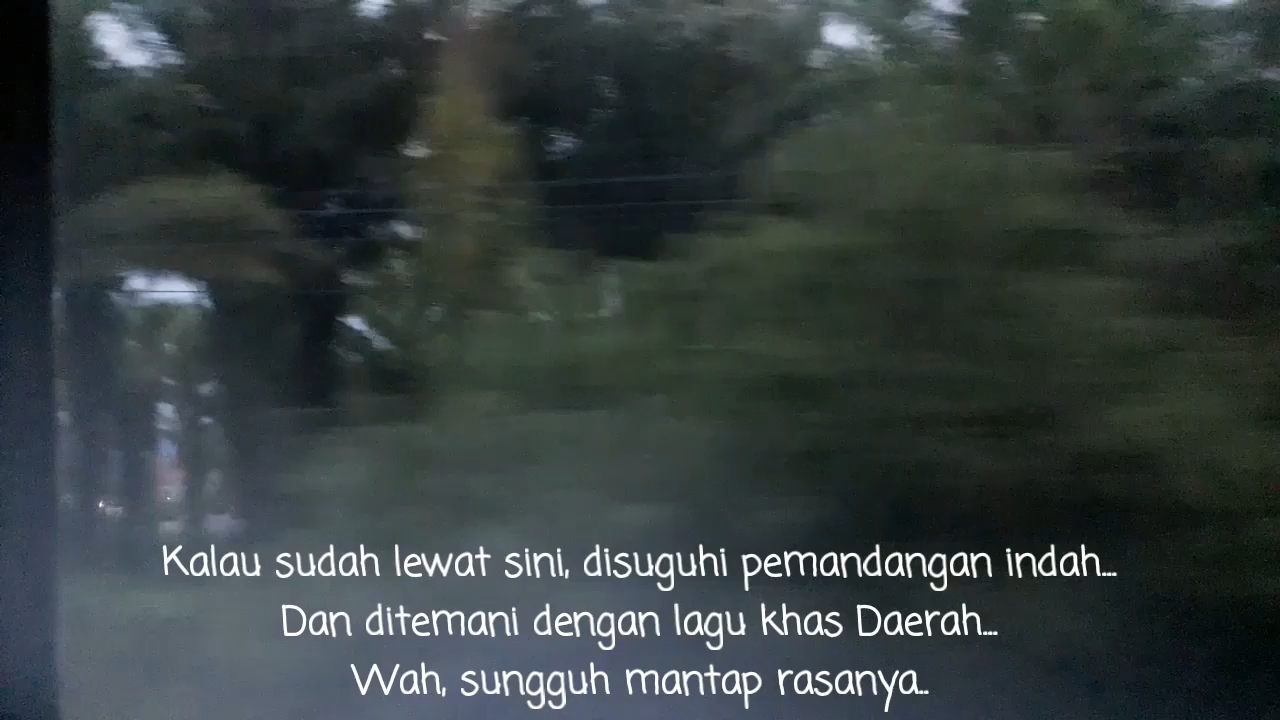 Kalau sudah lewat sini, disuguhi pemandangan indah...
Dan ditemani dengan lagu khas Daerah...
Wah, sungguh mantap rasanya..